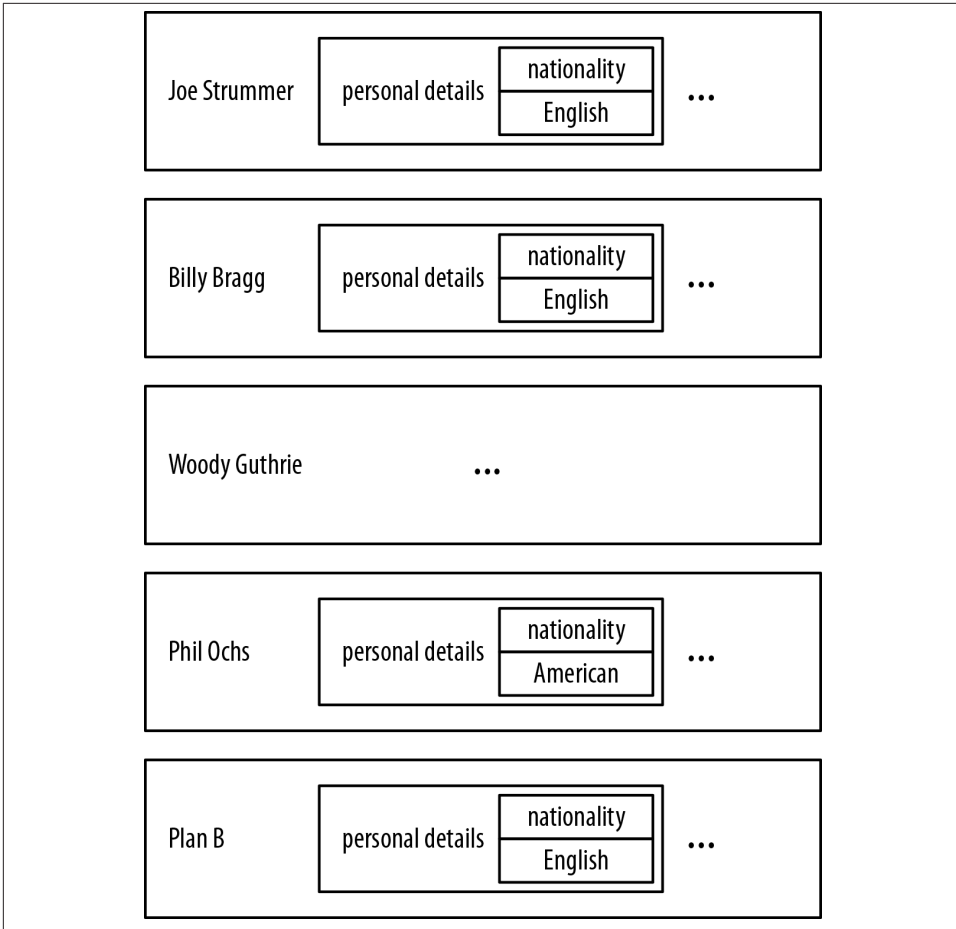 Joe Strummer
personal details
nationality
English
...
Billy Bragg
personal details
nationality
English
...
Woody Guthrie
...
Phil Ochs
personal details
nationality
American
...
Plan B
personal details
nationality
English
...